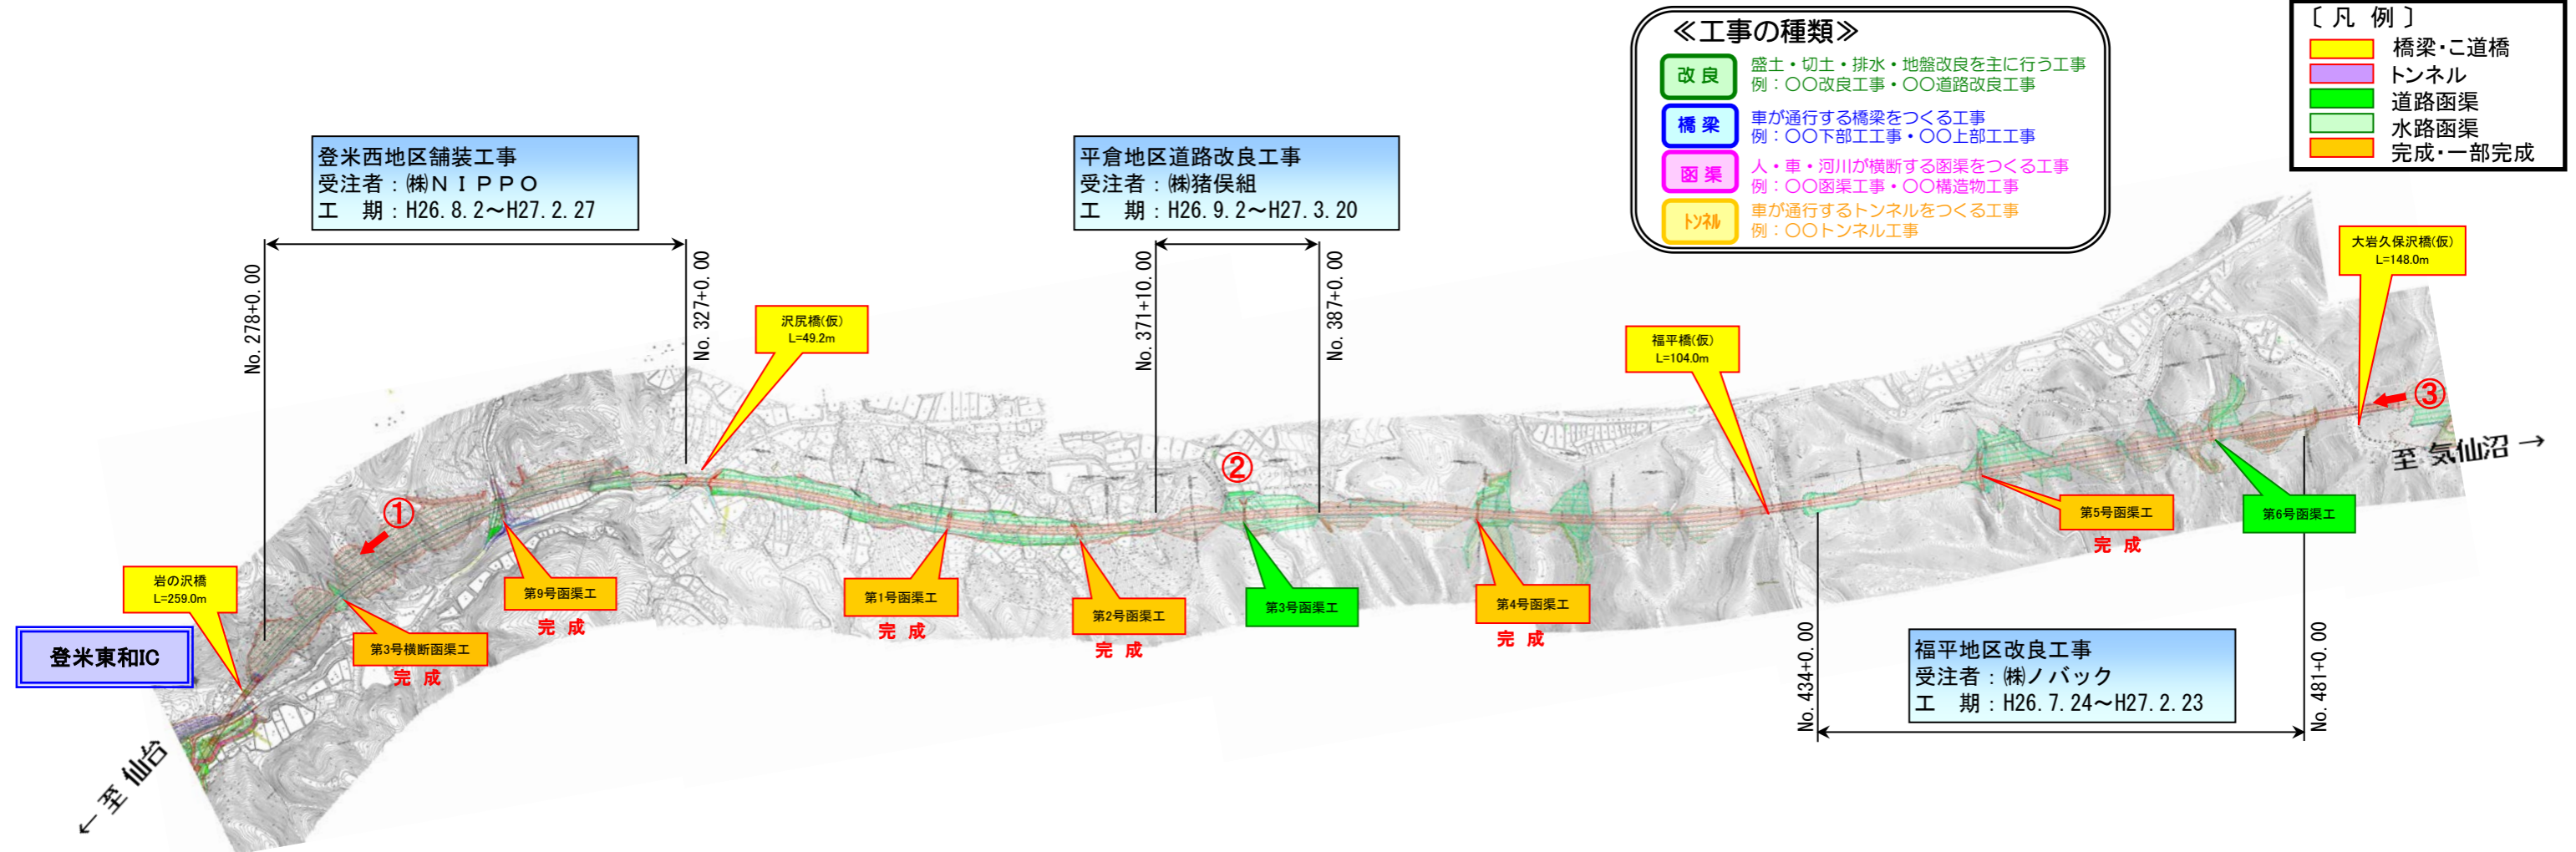 ≪工事の種類≫
改良
盛土・切土・排水・地盤改良を主に行う工事
例：〇〇改良工事・〇〇道路改良工事
橋梁
車が通行する橋梁をつくる工事
例：〇〇下部工工事・〇〇上部工工事
函渠
人・車・河川が横断する函渠をつくる工事
例：〇〇函渠工事・〇〇構造物工事
トンネル
車が通行するトンネルをつくる工事
例：〇〇トンネル工事
〔凡 例〕
橋梁・こ道橋
トンネル
道路函渠
水路函渠
完成・一部完成
登米西地区舗装工事
受注者：㈱ＮＩＰＰＯ
工　期：H26.8.2～H27.2.27
平倉地区道路改良工事
受注者：㈱猪俣組
工　期：H26.9.2～H27.3.20
No.278+0.00
No.327+0.00
No.371+10.00
No.387+0.00
大岩久保沢橋(仮)
L=148.0m
沢尻橋(仮)
L=49.2m
福平橋(仮)
L=104.0m
③
至 気仙沼 →
②
①
岩の沢橋
L=259.0m
登米東和IC
第3号横断函渠工
完 成
第9号函渠工
完 成
第1号函渠工
完 成
第2号函渠工
完 成
第3号函渠工
第4号函渠工
完 成
第5号函渠工
完 成
第6号函渠工
No.434+0.00
No.481+0.00
福平地区改良工事
受注者：㈱ノバック
工　期：H26.7.24～H27.2.23
← 至 仙台